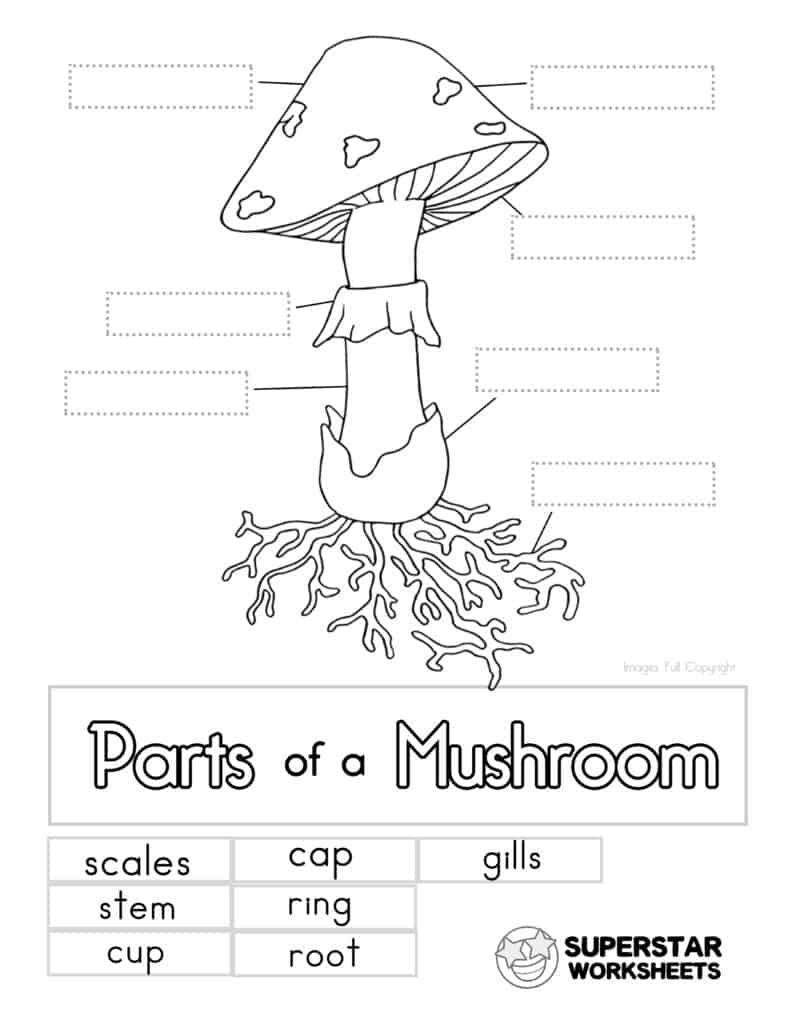 Images Full Copyright
Parts of a Mushroom
scales cap gills
stem ring
cup root
SUPERSTAR
WORKSHEETS